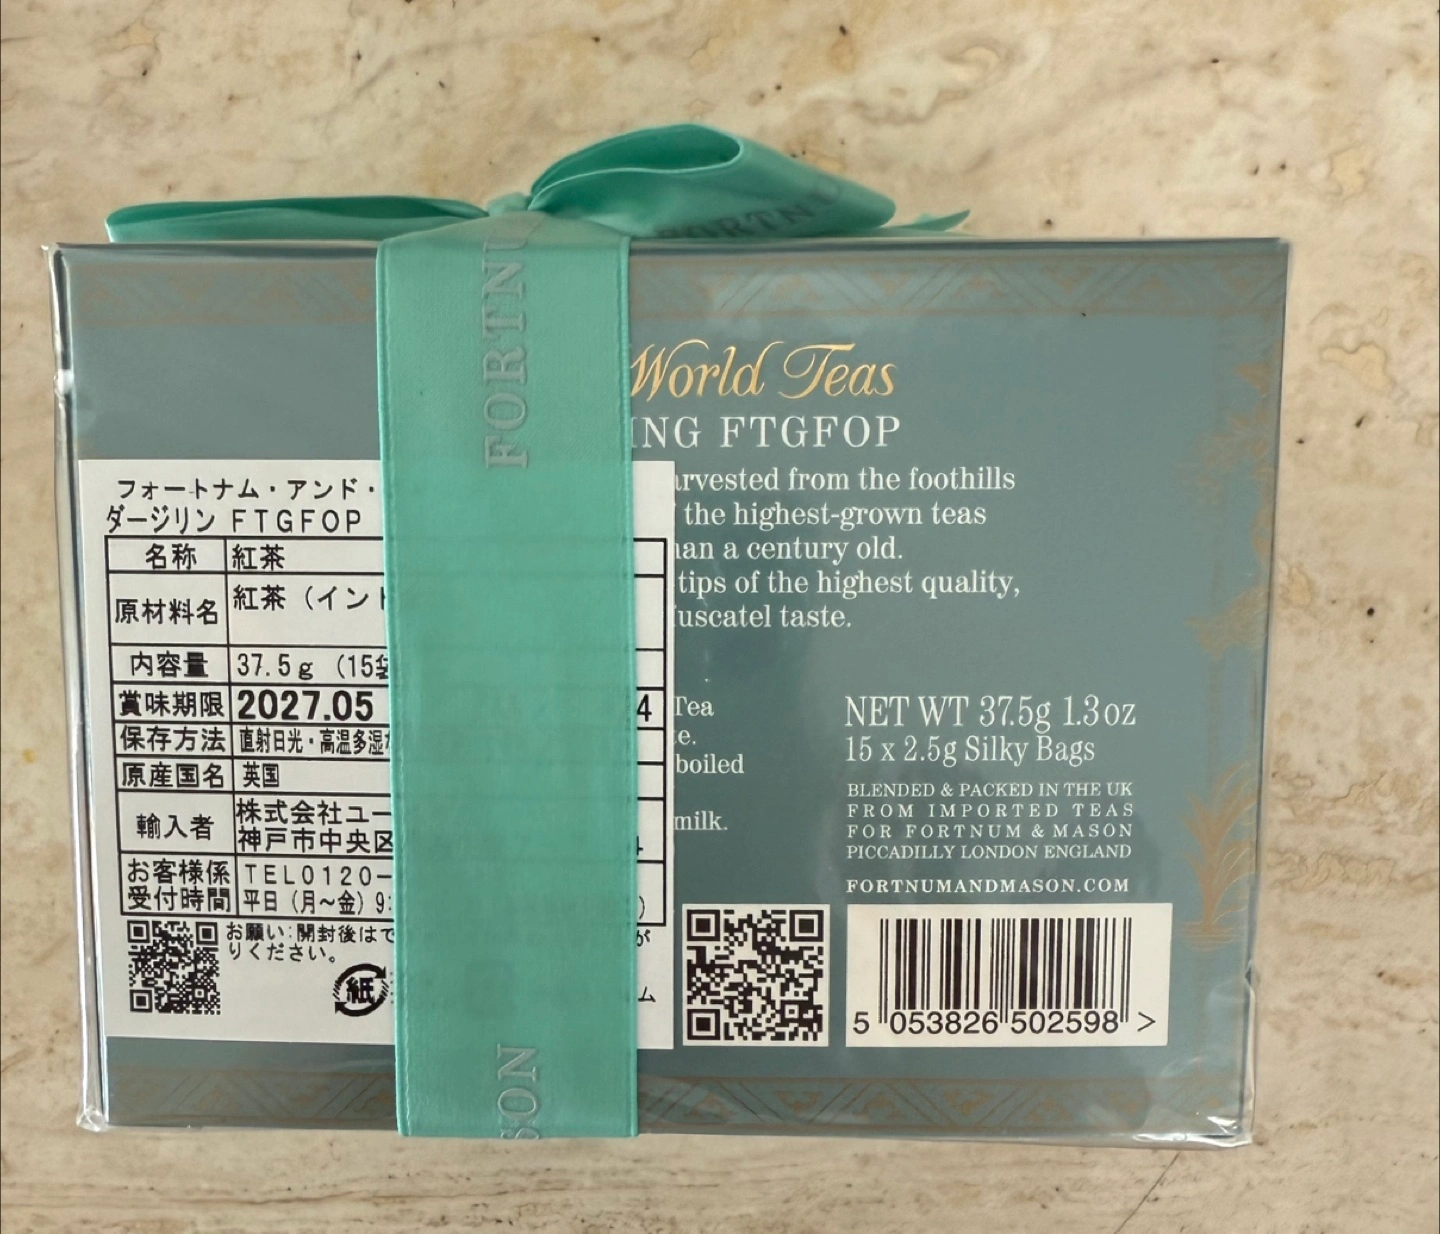 FORTNU
FORTNU
World Teas
ING FTGFOP
arvested from the foothills
the highest-grown teas
han a century old.
tips of the highest quality,
uscatel taste.
Tea
e.
boiled
milk.
フォートナム・アンド・
ダージリン FTGFOP
名称 紅茶
原材料名 紅茶（イント
内容量 37.5g （15袋
賞味期限 2027.05 4
保存方法 直射日光・高温多湿
原産国名 英国
輸入者 株式会社ユー
神戸市中央区
お客様係 TEL0120-
受付時間 平日（月～金）9: )
お願い:開封後はで が
りください。
紙 ム
NET WT 37.5g 1.3oz
15 x 2.5g Silky Bags
BLENDED & PACKED IN THE UK
FROM IMPORTED TEAS
FOR FORTNUM & MASON
PICCADILLY LONDON ENGLAND
FORTNUMANDMASON.COM
5 053826 502598 >
SON